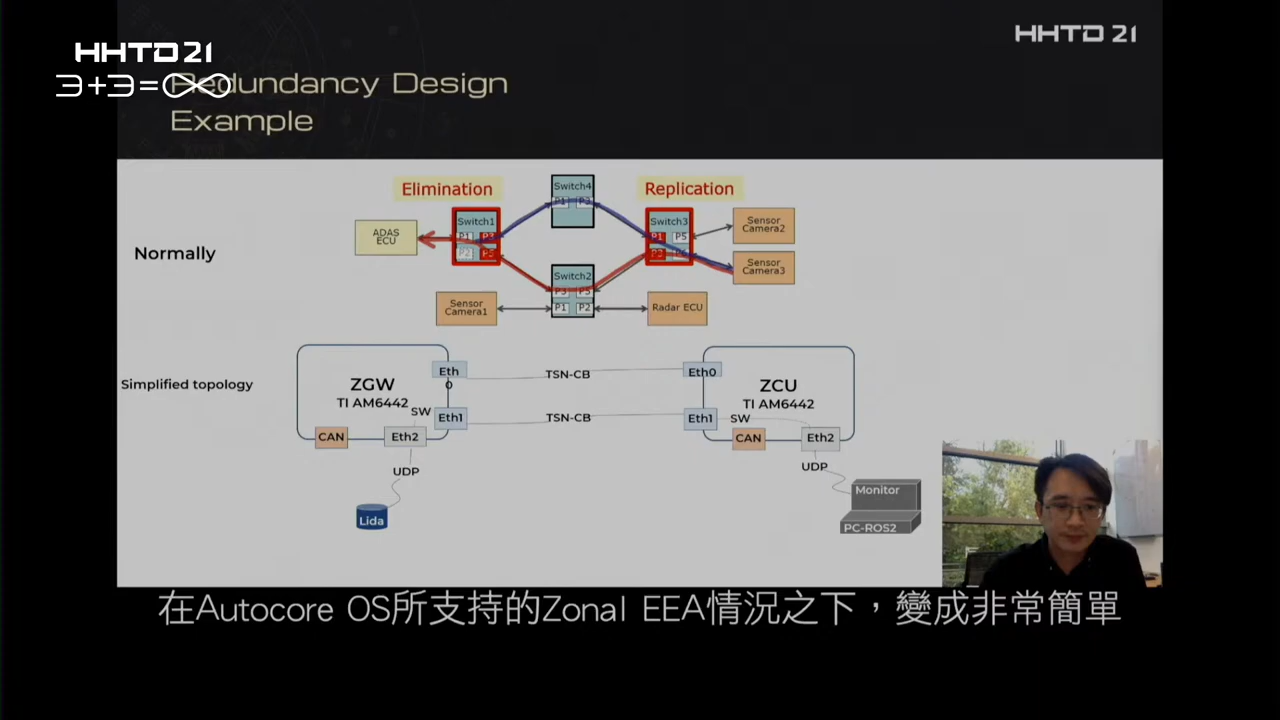 HHTD 21
3+3=
HHTD 21
Redundancy Design
Example
Elimination
Replication
Switch4
P1 P3
Switch1
P1 P3
P2 P5
Switch3
P1 P5
P3
ADAS
ECU
Sensor
Camera2
Sensor
Camera3
Switch2
P3 P5
P1 P2
Sensor
Camera1
Radar ECU
Normally
Simplified topology
ZGW
TI AM6442
Eth
0
SW
Eth1
CAN
Eth2
UDP
Lida
TSN-CB
TSN-CB
Eth0
ZCU
TI AM6442
Eth1
SW
CAN
Eth2
UDP
Monitor
PC-ROS2
在Autocore OS所支持的Zonal EEA情況之下，變成非常簡單